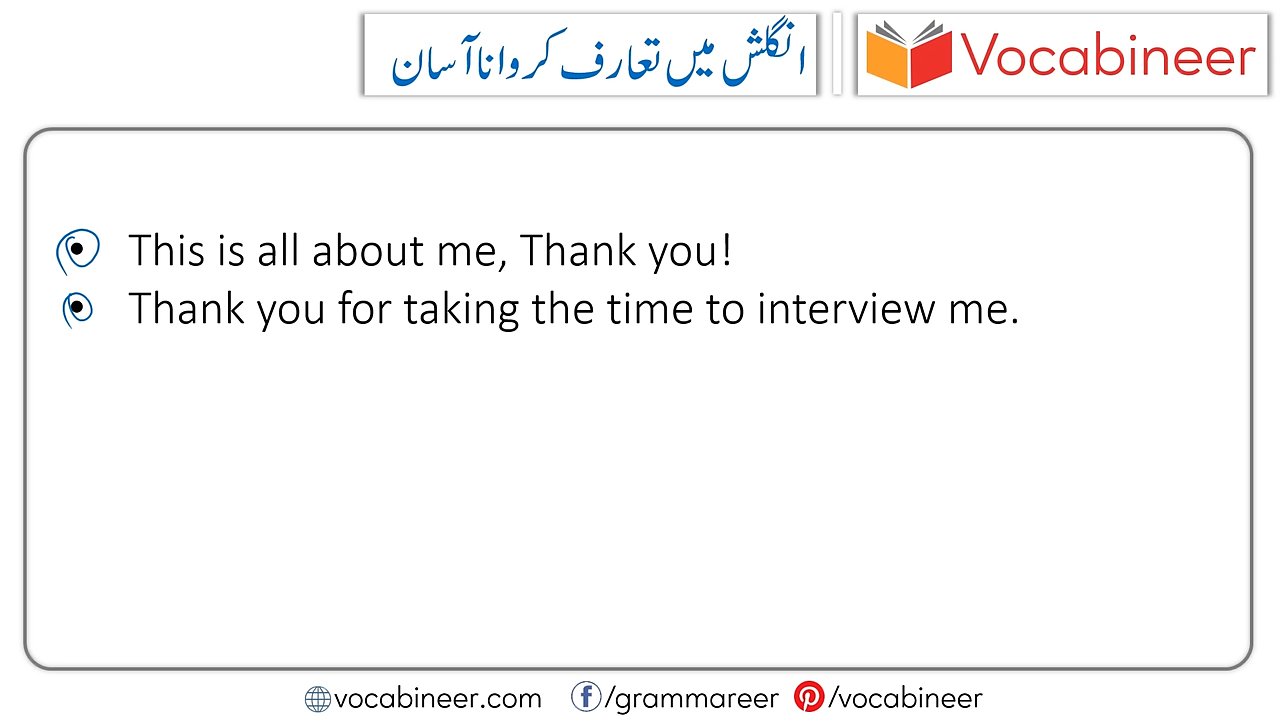 انگلش میں تعارف کروانا آسان
Vocabineer
This is all about me, Thank you!
Thank you for taking the time to interview me.
vocabineer.com /grammareer /vocabineer